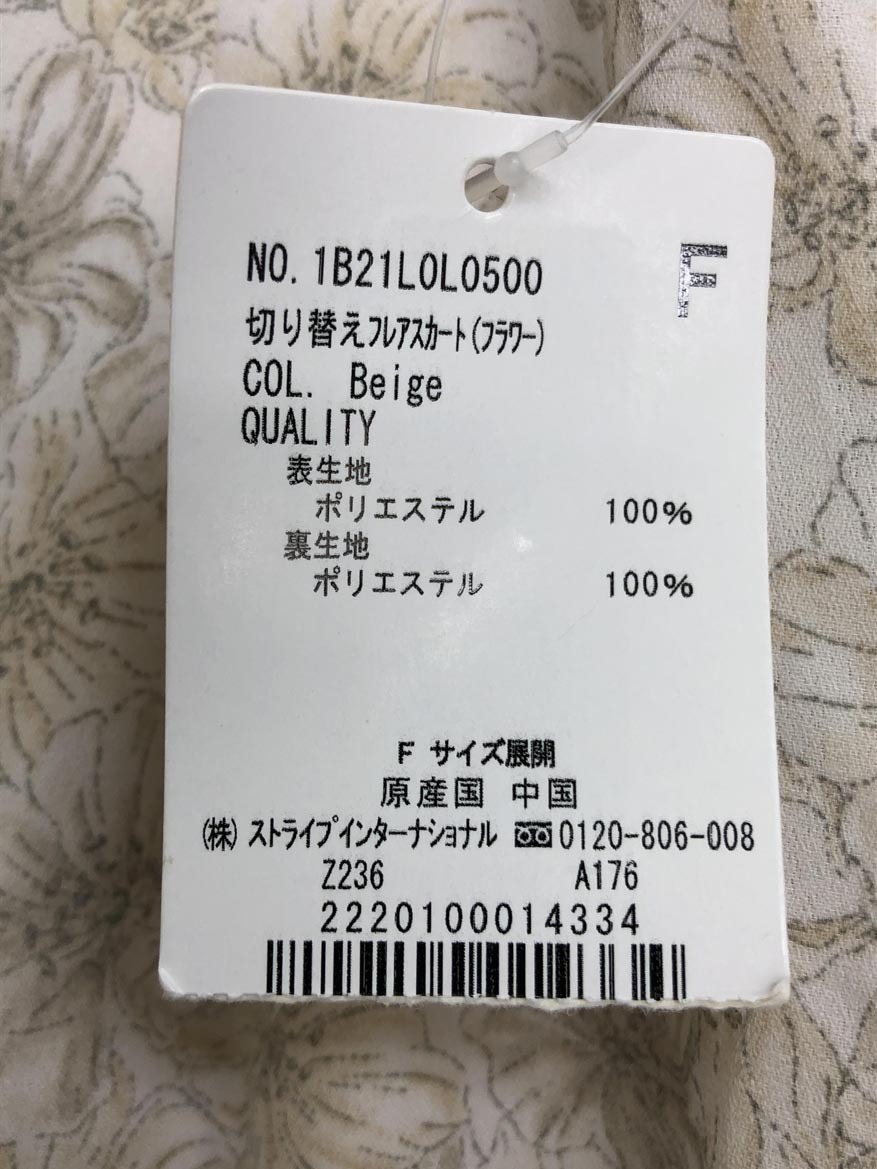 NO. 1B21L0L0500
F
切り替えフレアスカート(フラワー)
COL. Beige
QUALITY
表生地
ポリエステル 100%
裏生地
ポリエステル 100%
F サイズ展開
原産国 中国
(株) ストライプインターナショナル 0120-806-008
Z236 A176
2220100014334